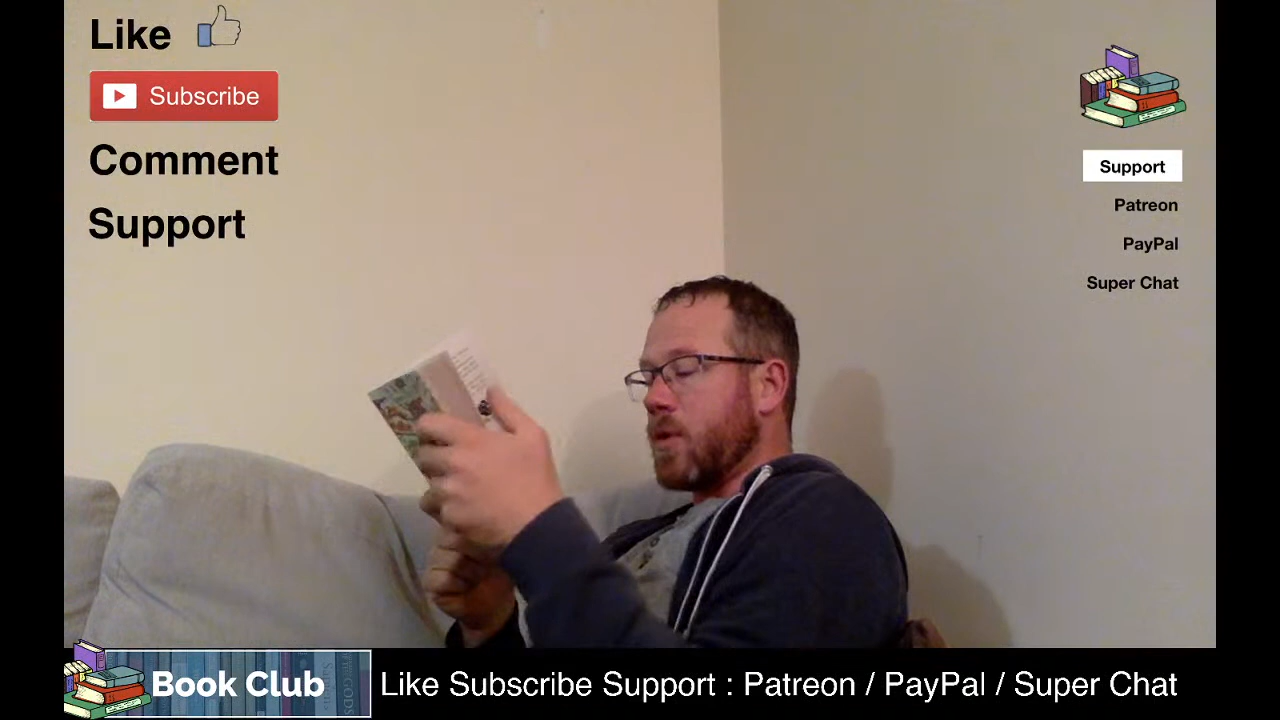 Like
Subscribe
Comment
Support
Support
Patreon
PayPal
Super Chat
Book Club
Like Subscribe Support : Patreon / PayPal / Super Chat